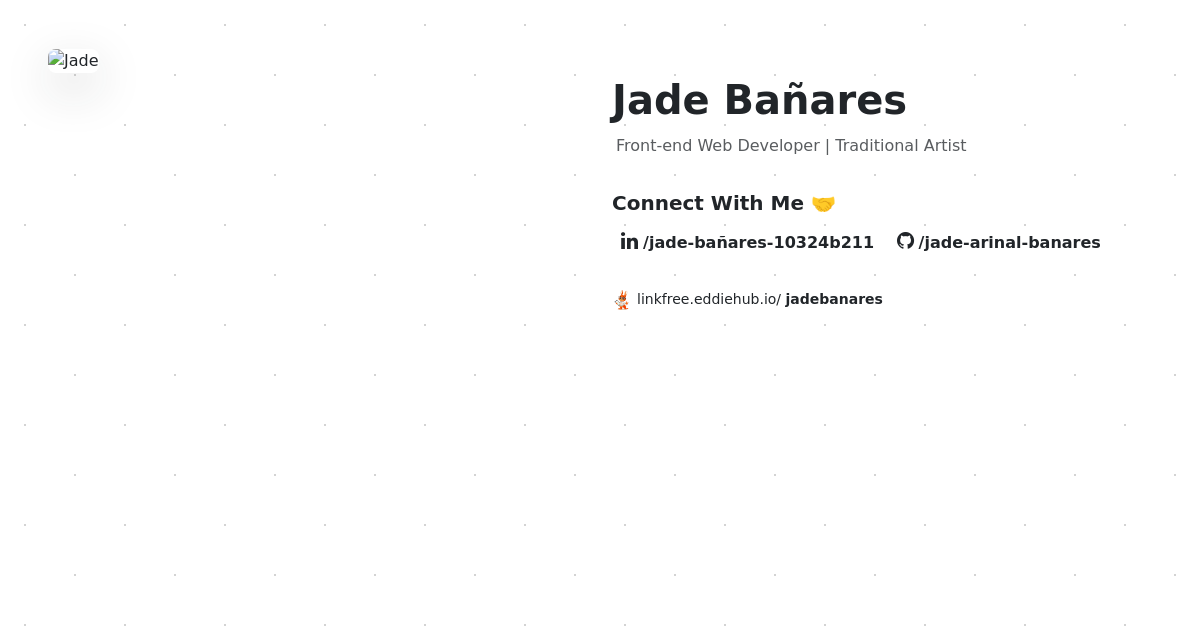 Jade
Jade Bañares
Front-end Web Developer | Traditional Artist
Connect With Me 🤝
/jade-bañares-10324b211 /jade-arinal-banares
linkfree.eddiehub.io/ jadebanares